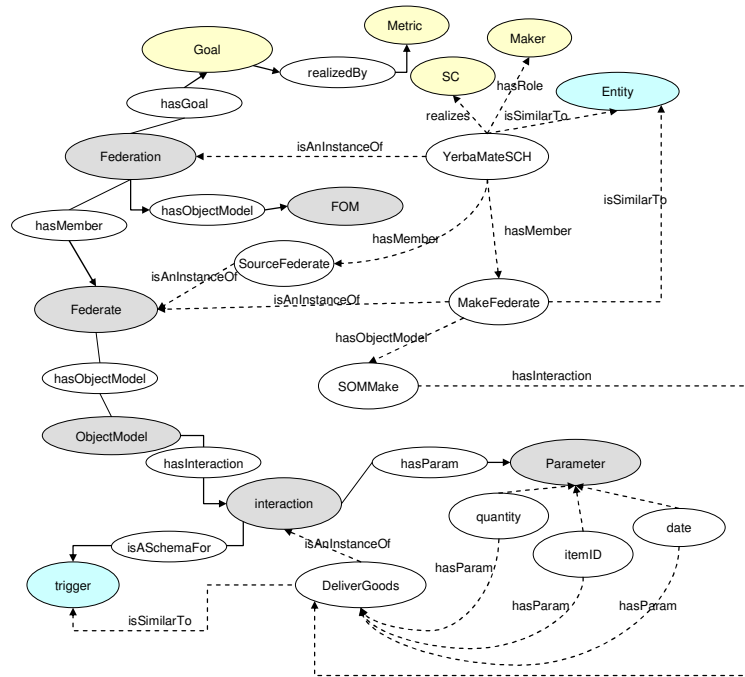 Metric
Maker
Goal
realizedBy
SC
hasRole
Entity
hasGoal
realizes
isSimilarTo
Federation
isAnInstanceOf
YerbaMateSCH
hasObjectModel
FOM
isSimilarTo
hasMember
hasMember
hasMember
SourceFederate
isAnInstanceOf
isAnInstanceOf
Federate
MakeFederate
hasObjectModel
hasObjectModel
SOMMake
hasInteraction
ObjectModel
hasInteraction
hasParam
Parameter
interaction
quantity
date
isASchemaFor
isAnInstanceOf
itemID
hasParam
trigger
DeliverGoods
hasParam
hasParam
isSimilarTo